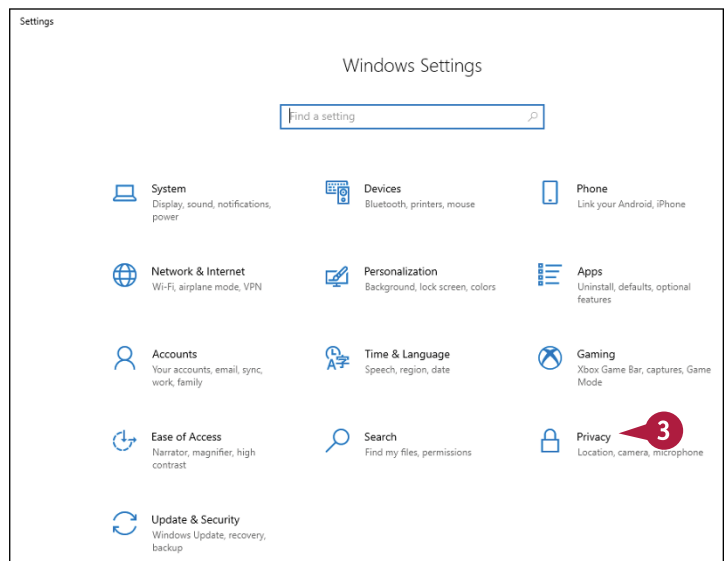 Settings
Windows Settings
Find a setting
System
Display, sound, notifications,
power
Devices
Bluetooth, printers, mouse
Phone
Link your Android, iPhone
Network & Internet
Wi-Fi, airplane mode, VPN
Personalization
Background, lock screen, colors
Apps
Uninstall, defaults, optional
features
Accounts
Your accounts, email, sync,
work, family
Time & Language
Speech, region, date
Gaming
Xbox Game Bar, captures, Game
Mode
Ease of Access
Narrator, magnifier, high
contrast
Search
Find my files, permissions
Privacy
3
Location, camera, microphone
Update & Security
Windows Update, recovery,
backup